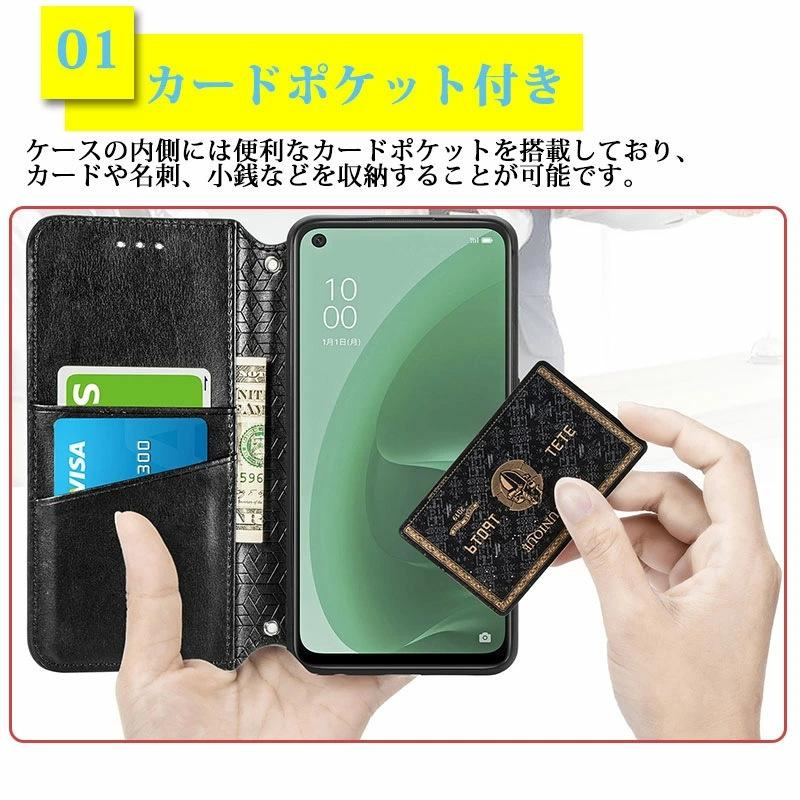 01
カードポケット付き
ケースの内側には便利なカードポケットを搭載しており、
カードや名刺、小銭などを収納することが可能です。
10
00
1月1日(月)
S
VISA
300
596
TETE